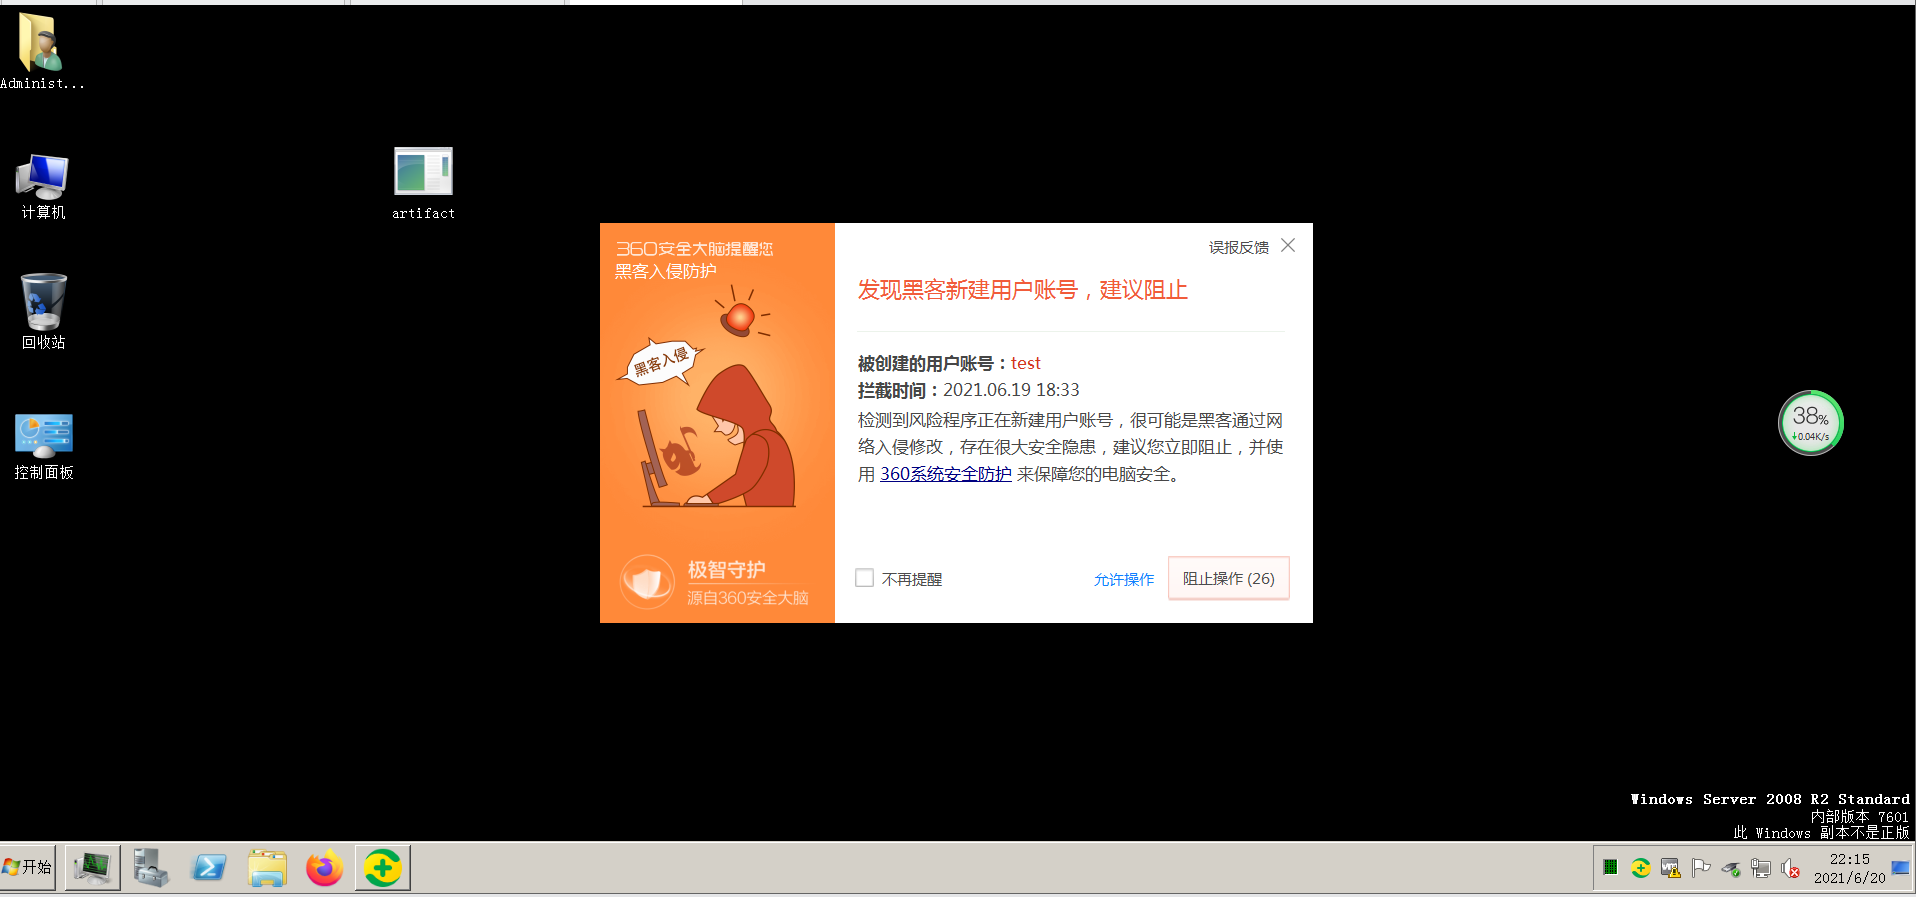 Administ...
计算机
artifact
回收站
控制面板
360安全大脑提醒您
黑客入侵防护
黑客入侵
极智守护
源自360安全大脑
误报反馈
发现黑客新建用户账号，建议阻止
被创建的用户账号：test
拦截时间：2021.06.19 18:33
检测到风险程序正在新建用户账号，很可能是黑客通过网
络入侵修改，存在很大安全隐患，建议您立即阻止，并使
用 360系统安全防护 来保障您的电脑安全。
不再提醒
允许操作
阻止操作 (26)
38%
0.04K/s
Windows Server 2008 R2 Standard
内部版本 7601
此 Windows 副本不是正版
开始
22:15
2021/6/20